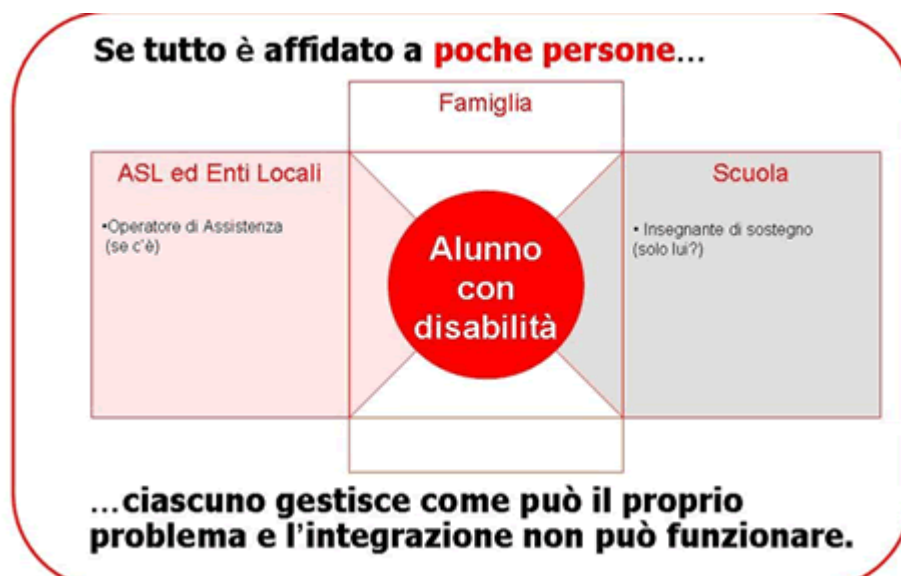 Se tutto è affidato a poche persone...
Famiglia
ASL ed Enti Locali
•Operatore di Assistenza
(se c'è)
Alunno
con
disabilità
Scuola
• Insegnante di sostegno
(solo lui?)
...ciascuno gestisce come può il proprio
problema e l'integrazione non può funzionare.